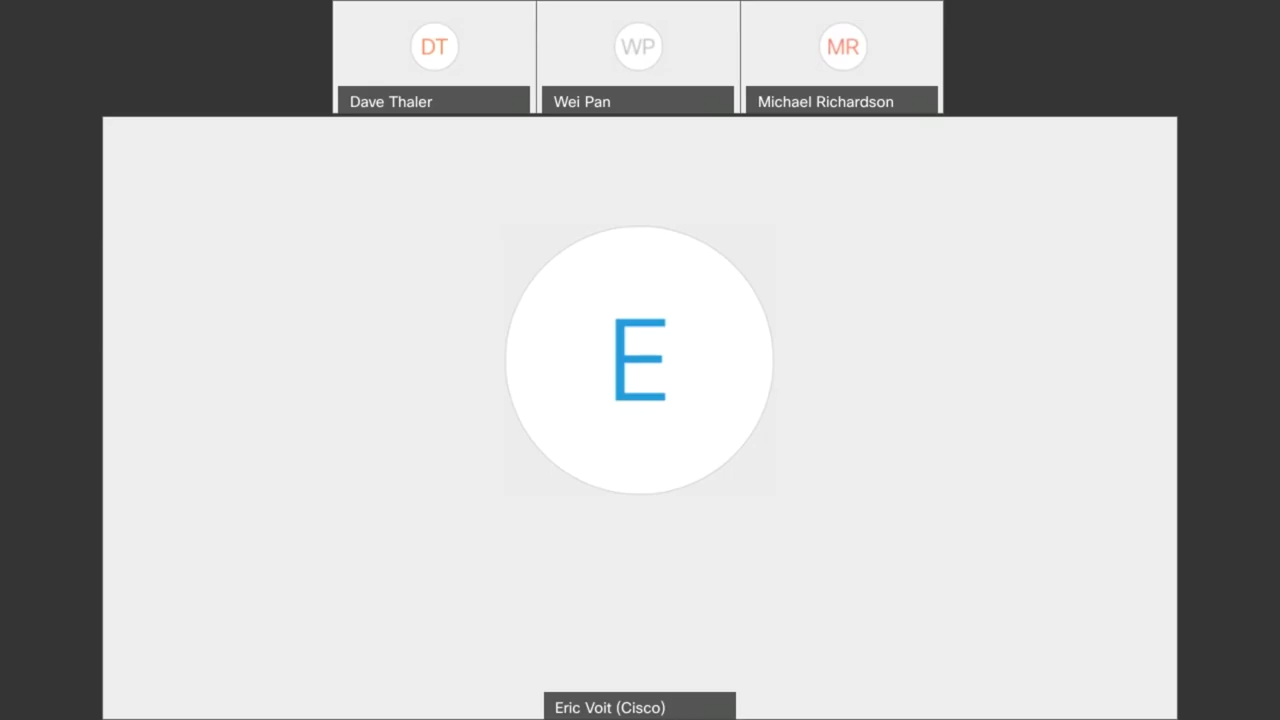 DT
WP
MR
Dave Thaler
Wei Pan
Michael Richardson
E
Eric Voit (Cisco)